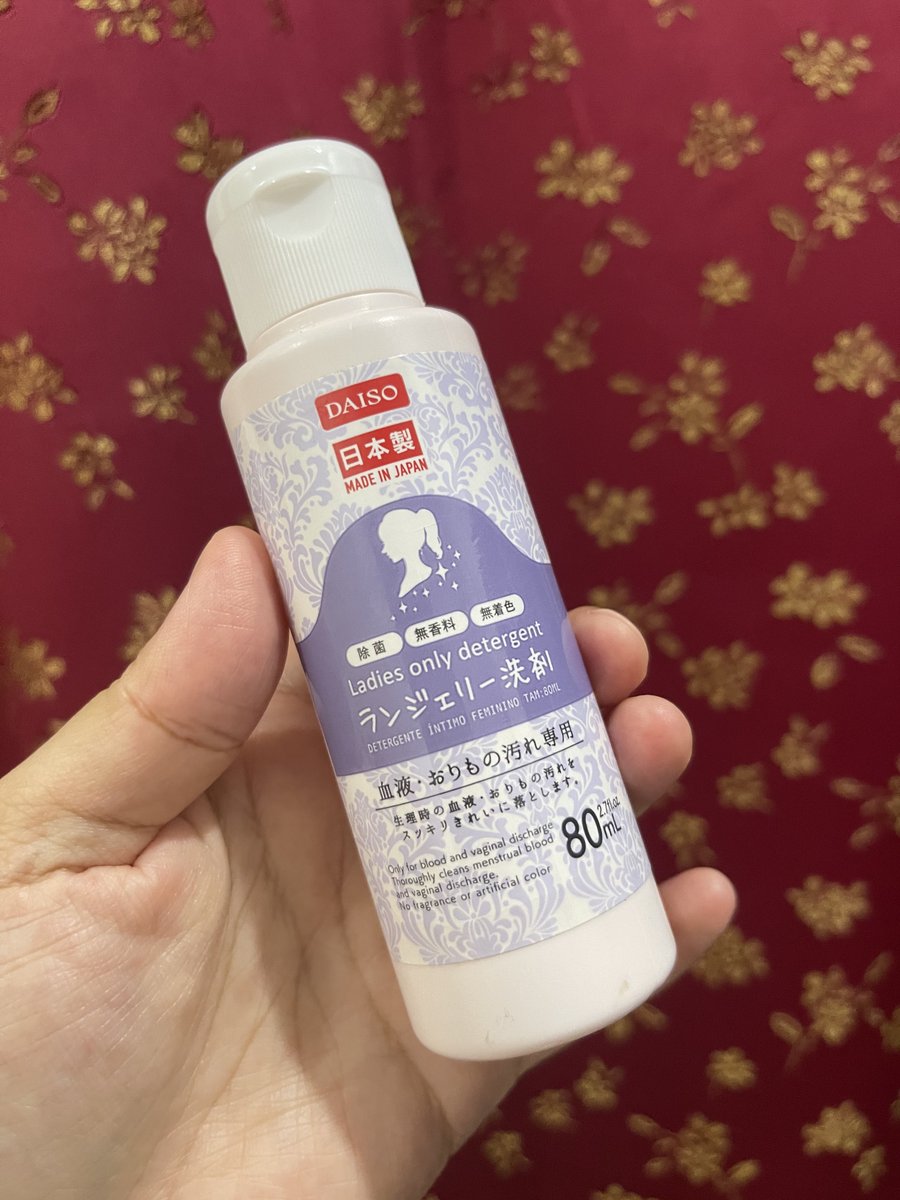 DAISO
日本製
MADE IN JAPAN
除菌 無香料 無着色
Ladies only detergent
ランジェリー洗剤
DETERGENTE ÍNTIMO FEMININO TAM:80ML
血液・おりもの汚れ専用
生理時の血液・おりもの汚れを
スッキリきれいに落とします。
Only for blood and vaginal discharge
Thoroughly cleans menstrual blood
and vaginal discharge.
No fragrance or artificial color
2.7fl.oz.
80mL